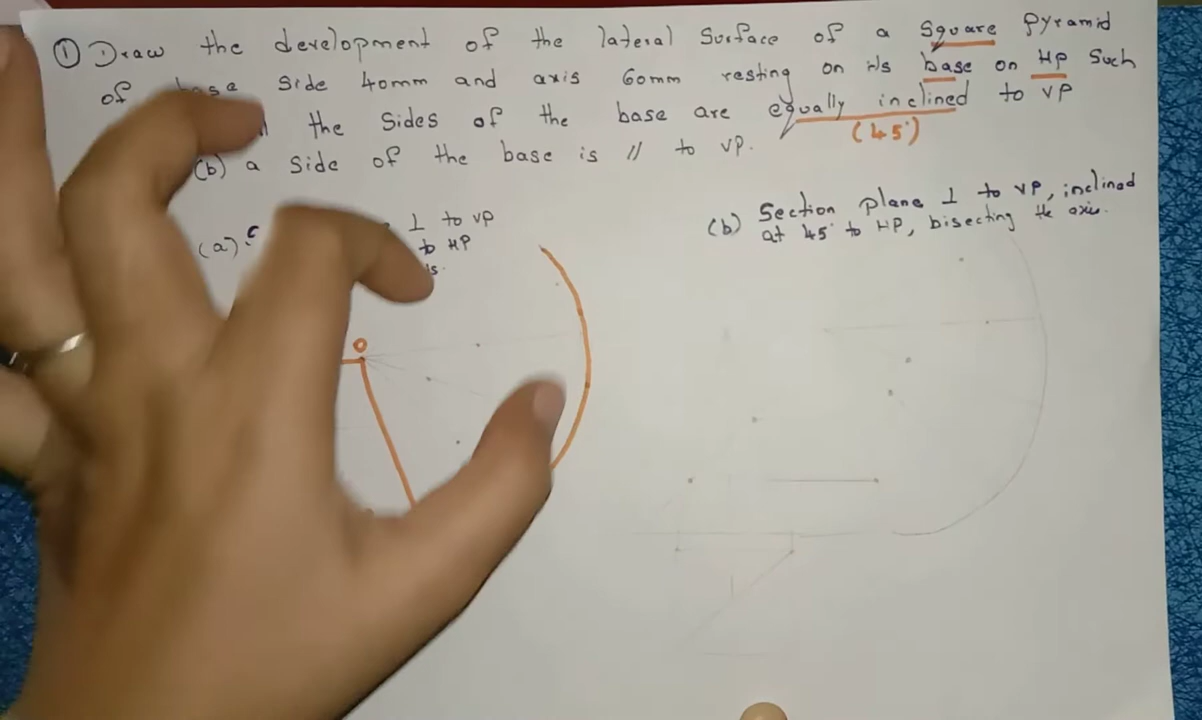 ① Draw the development of the lateral Surface of a Square Pyramid
of base Side 40mm and axis 60mm resting on its base on HP Such
the Sides of the base are equally inclined to VP
(45°)
(b) a Side of the base is // to VP.
(a) ⊥ to VP
to HP
(b) Section plane ⊥ to VP, inclined
at 45° to HP, bisecting the axis.
O